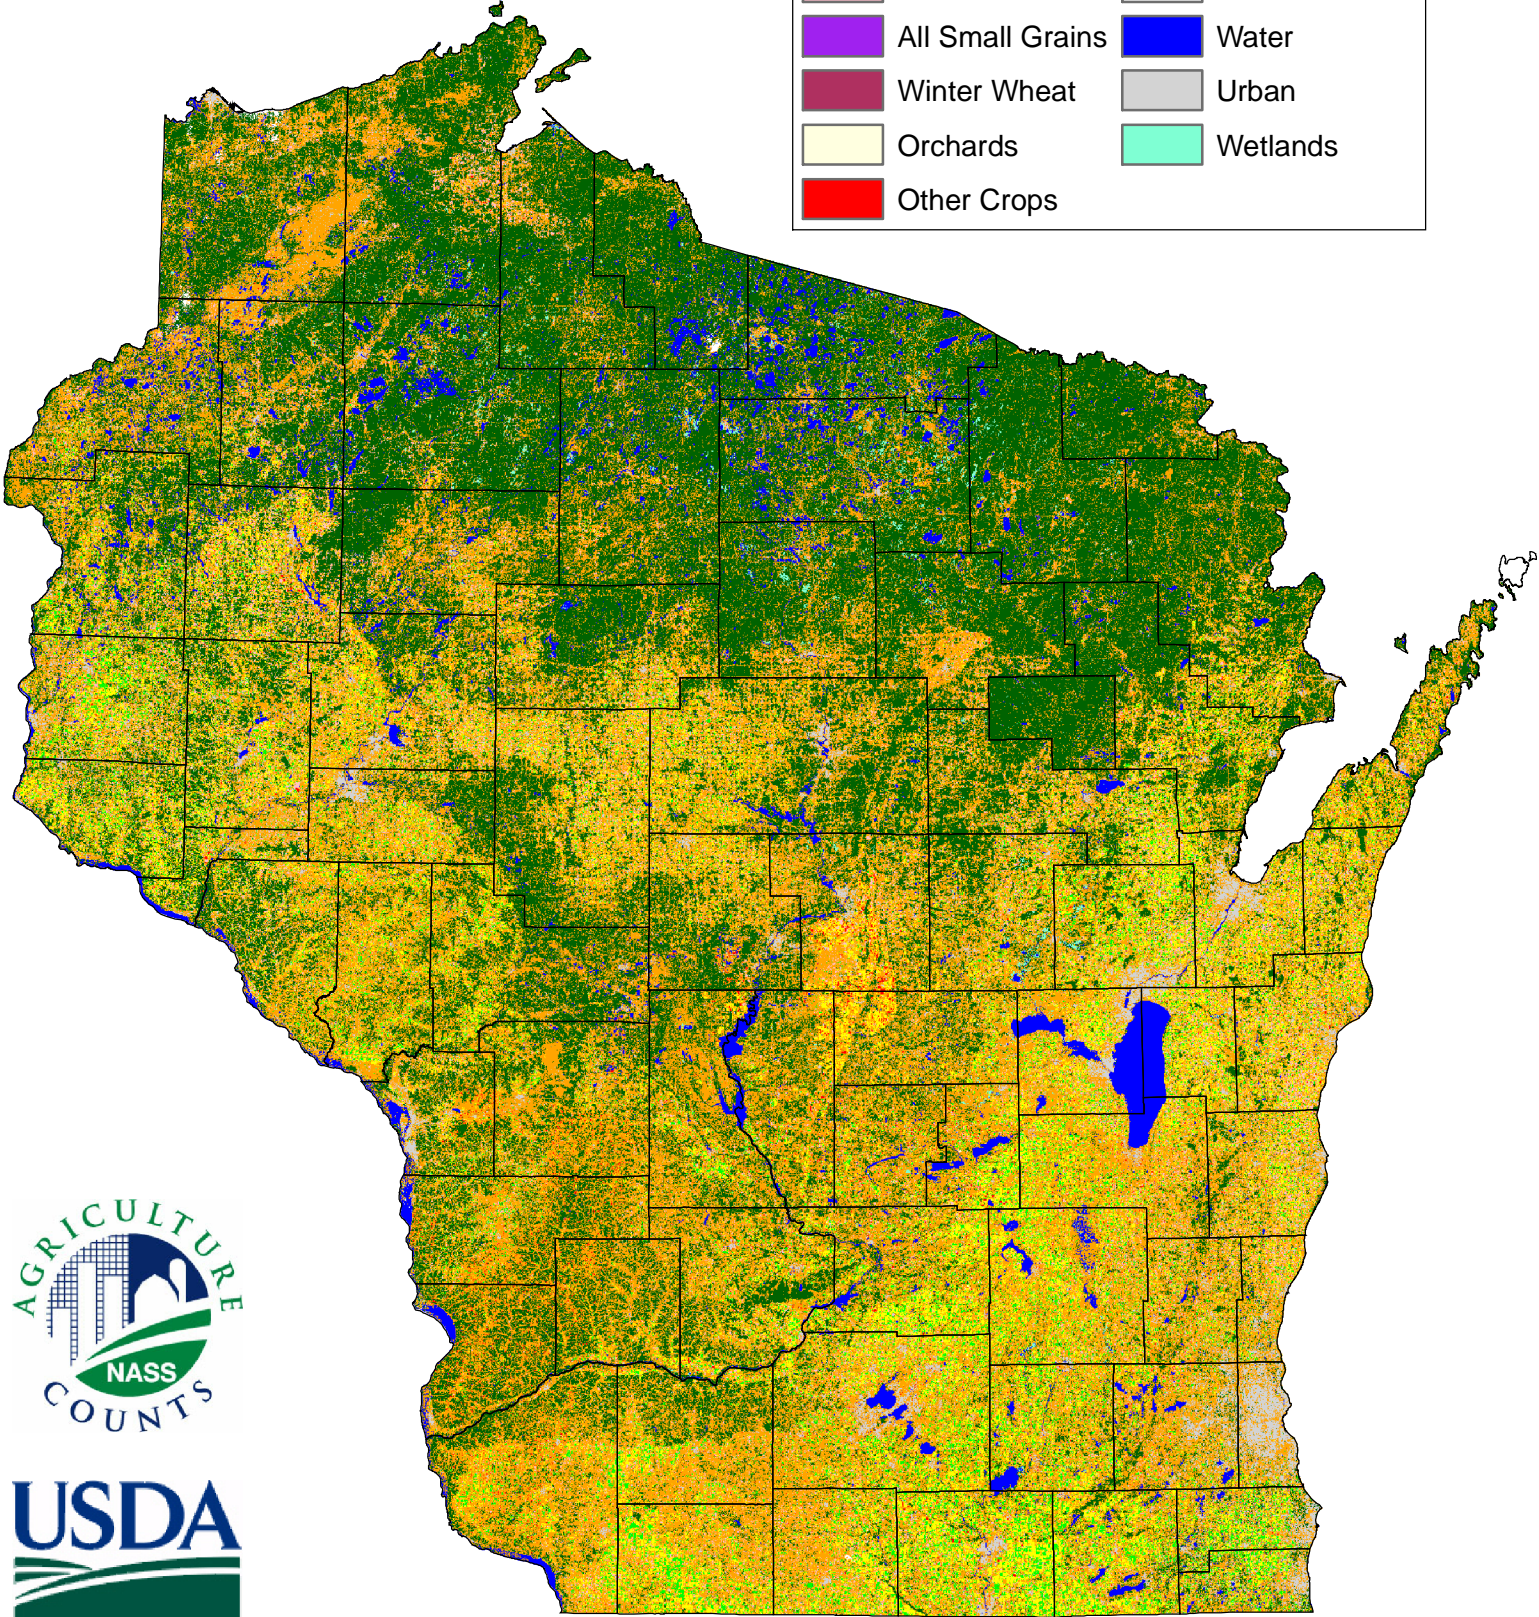 All Small Grains
Water
Winter Wheat
Urban
Orchards
Wetlands
Other Crops
AGRICULTURE
NASS
COUNTS
USDA